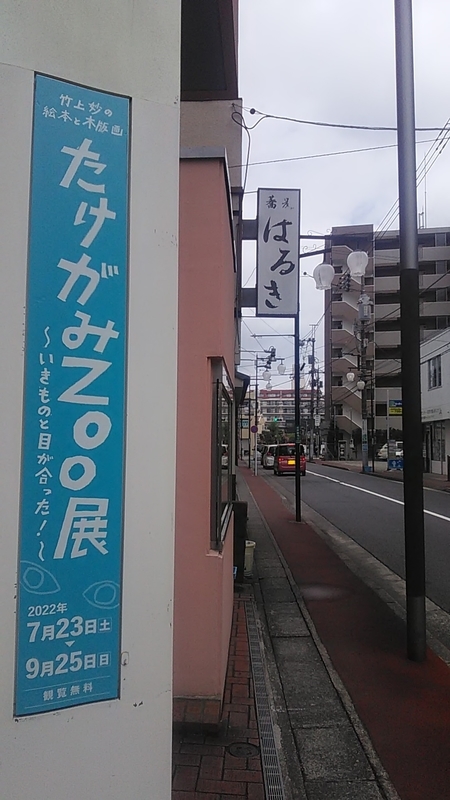 竹上妙の
絵本と木版画
たけがみZOO展
～いきものと目が合った！～
2022年
7月23日土
9月25日日
観覧無料
蕎麦
はるき